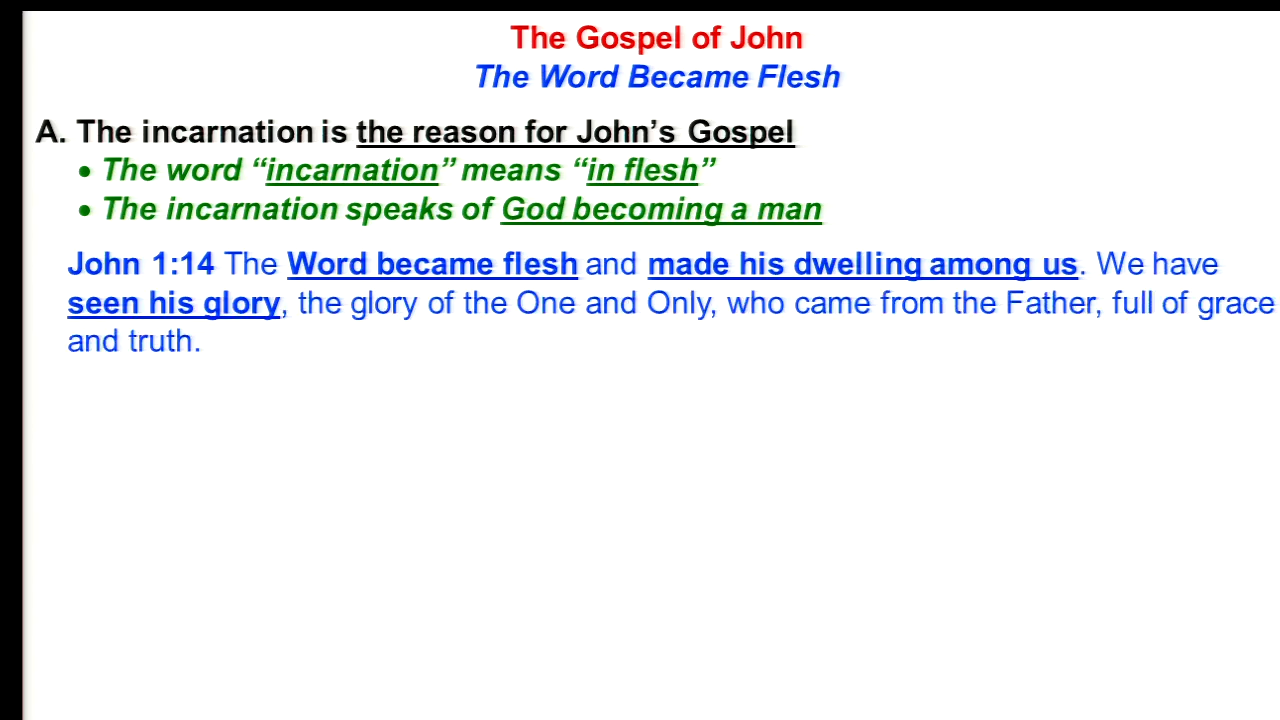 The Gospel of John
The Word Became Flesh
A. The incarnation is the reason for John’s Gospel
• The word “incarnation” means “in flesh”
• The incarnation speaks of God becoming a man
John 1:14 The Word became flesh and made his dwelling among us. We have
seen his glory, the glory of the One and Only, who came from the Father, full of grace
and truth.